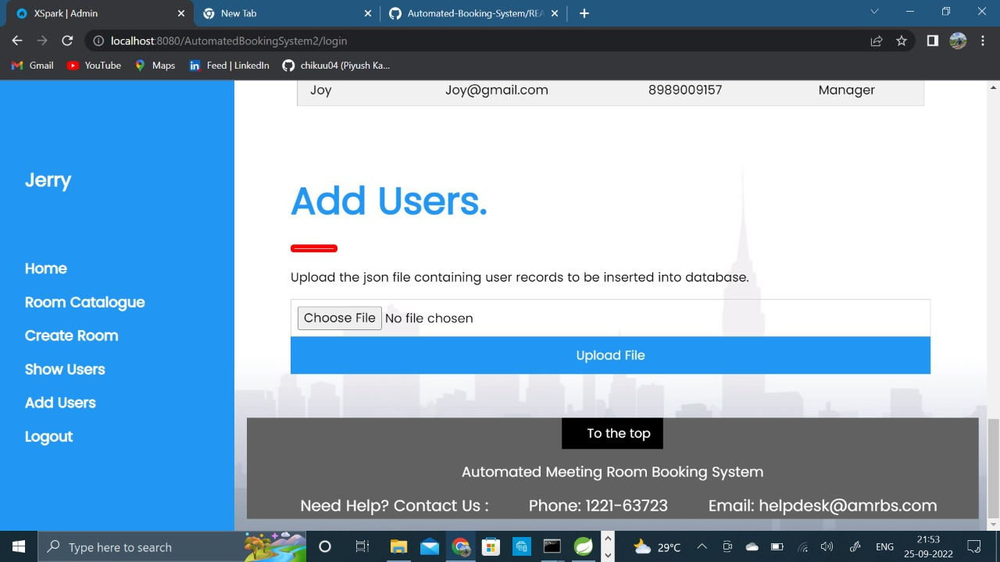 XSpark | Admin
New Tab
Automated-Booking-System/REA
localhost:8080/AutomatedBookingSystem2/login
Gmail
YouTube
Maps
Feed | LinkedIn
chikuu04 (Piyush Ka...
Joy Joy@gmail.com 8989009157 Manager
Jerry
Home
Room Catalogue
Create Room
Show Users
Add Users
Logout
Add Users.
Upload the json file containing user records to be inserted into database.
Choose File No file chosen
Upload File
To the top
Automated Meeting Room Booking System
Need Help? Contact Us : Phone: 1221-63723 Email: helpdesk@amrbs.com
Type here to search
29°C
ENG
21:53
25-09-2022